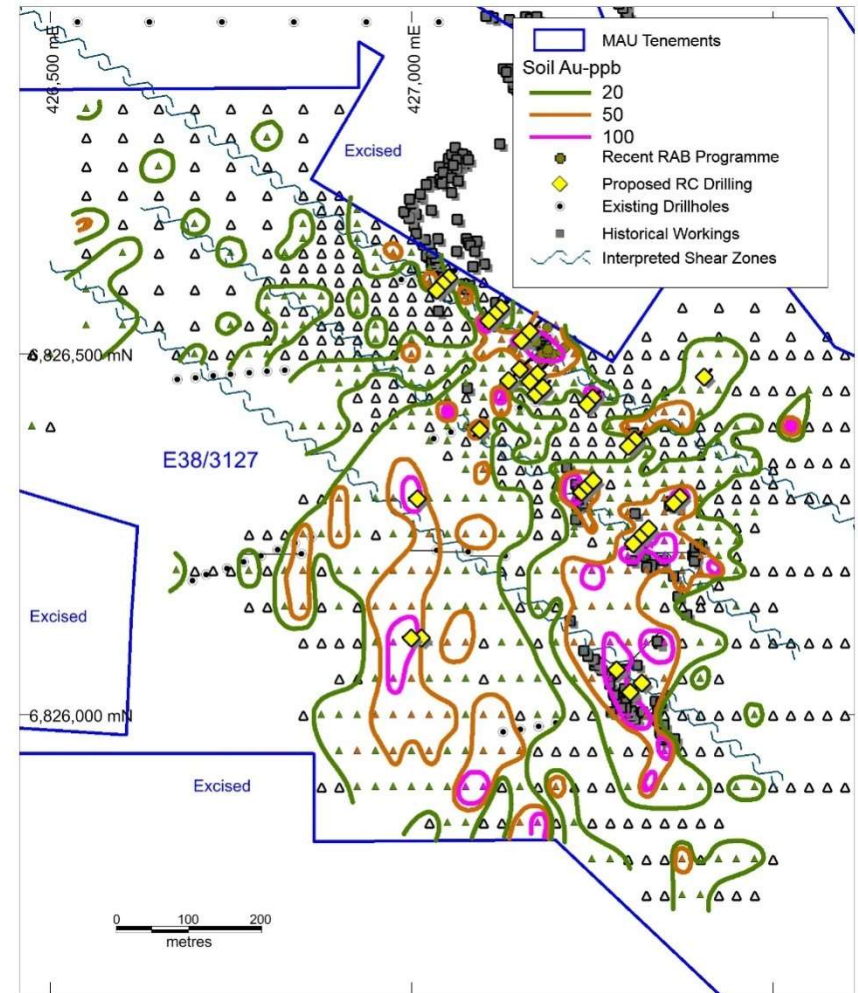 426,500 mE
427,000 mE
MAU Tenements
Soil Au-ppb
20
50
100
Recent RAB Programme
Proposed RC Drilling
Existing Drillholes
Historical Workings
Interpreted Shear Zones
Excised
6,826,500 mN
E38/3127
Excised
6,826,000 mN
Excised
0 100 200
metres